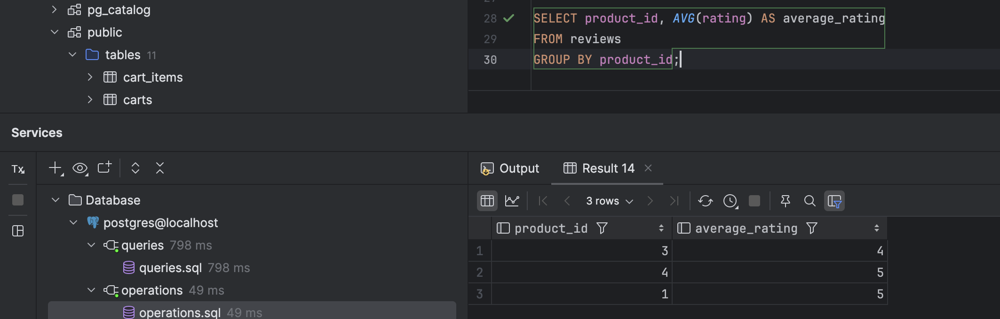 pg_catalog
public
tables 11
cart_items
carts
28 SELECT product_id, AVG(rating) AS average_rating
29 FROM reviews
30 GROUP BY product_id;
Services
Tx
Database
postgres@localhost
queries 798 ms
queries.sql 798 ms
operations 49 ms
operations.sql 49 ms
Output
Result 14
3 rows
product_id average_rating
1 3 4
2 4 5
3 1 5